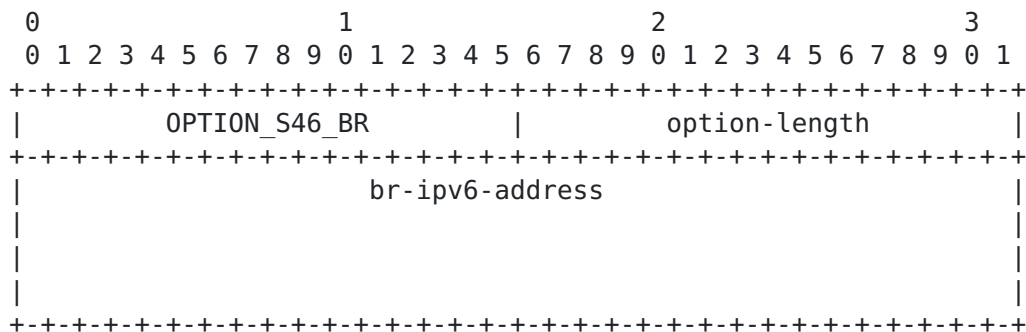 0                   1                   2                   3
 0 1 2 3 4 5 6 7 8 9 0 1 2 3 4 5 6 7 8 9 0 1 2 3 4 5 6 7 8 9 0 1
+-+-+-+-+-+-+-+-+-+-+-+-+-+-+-+-+-+-+-+-+-+-+-+-+-+-+-+-+-+-+-+-+
|         OPTION_S46_BR         |         option-length         |
+-+-+-+-+-+-+-+-+-+-+-+-+-+-+-+-+-+-+-+-+-+-+-+-+-+-+-+-+-+-+-+-+
|                      br-ipv6-address                          |
|                                                               |
|                                                               |
|                                                               |
+-+-+-+-+-+-+-+-+-+-+-+-+-+-+-+-+-+-+-+-+-+-+-+-+-+-+-+-+-+-+-+-+